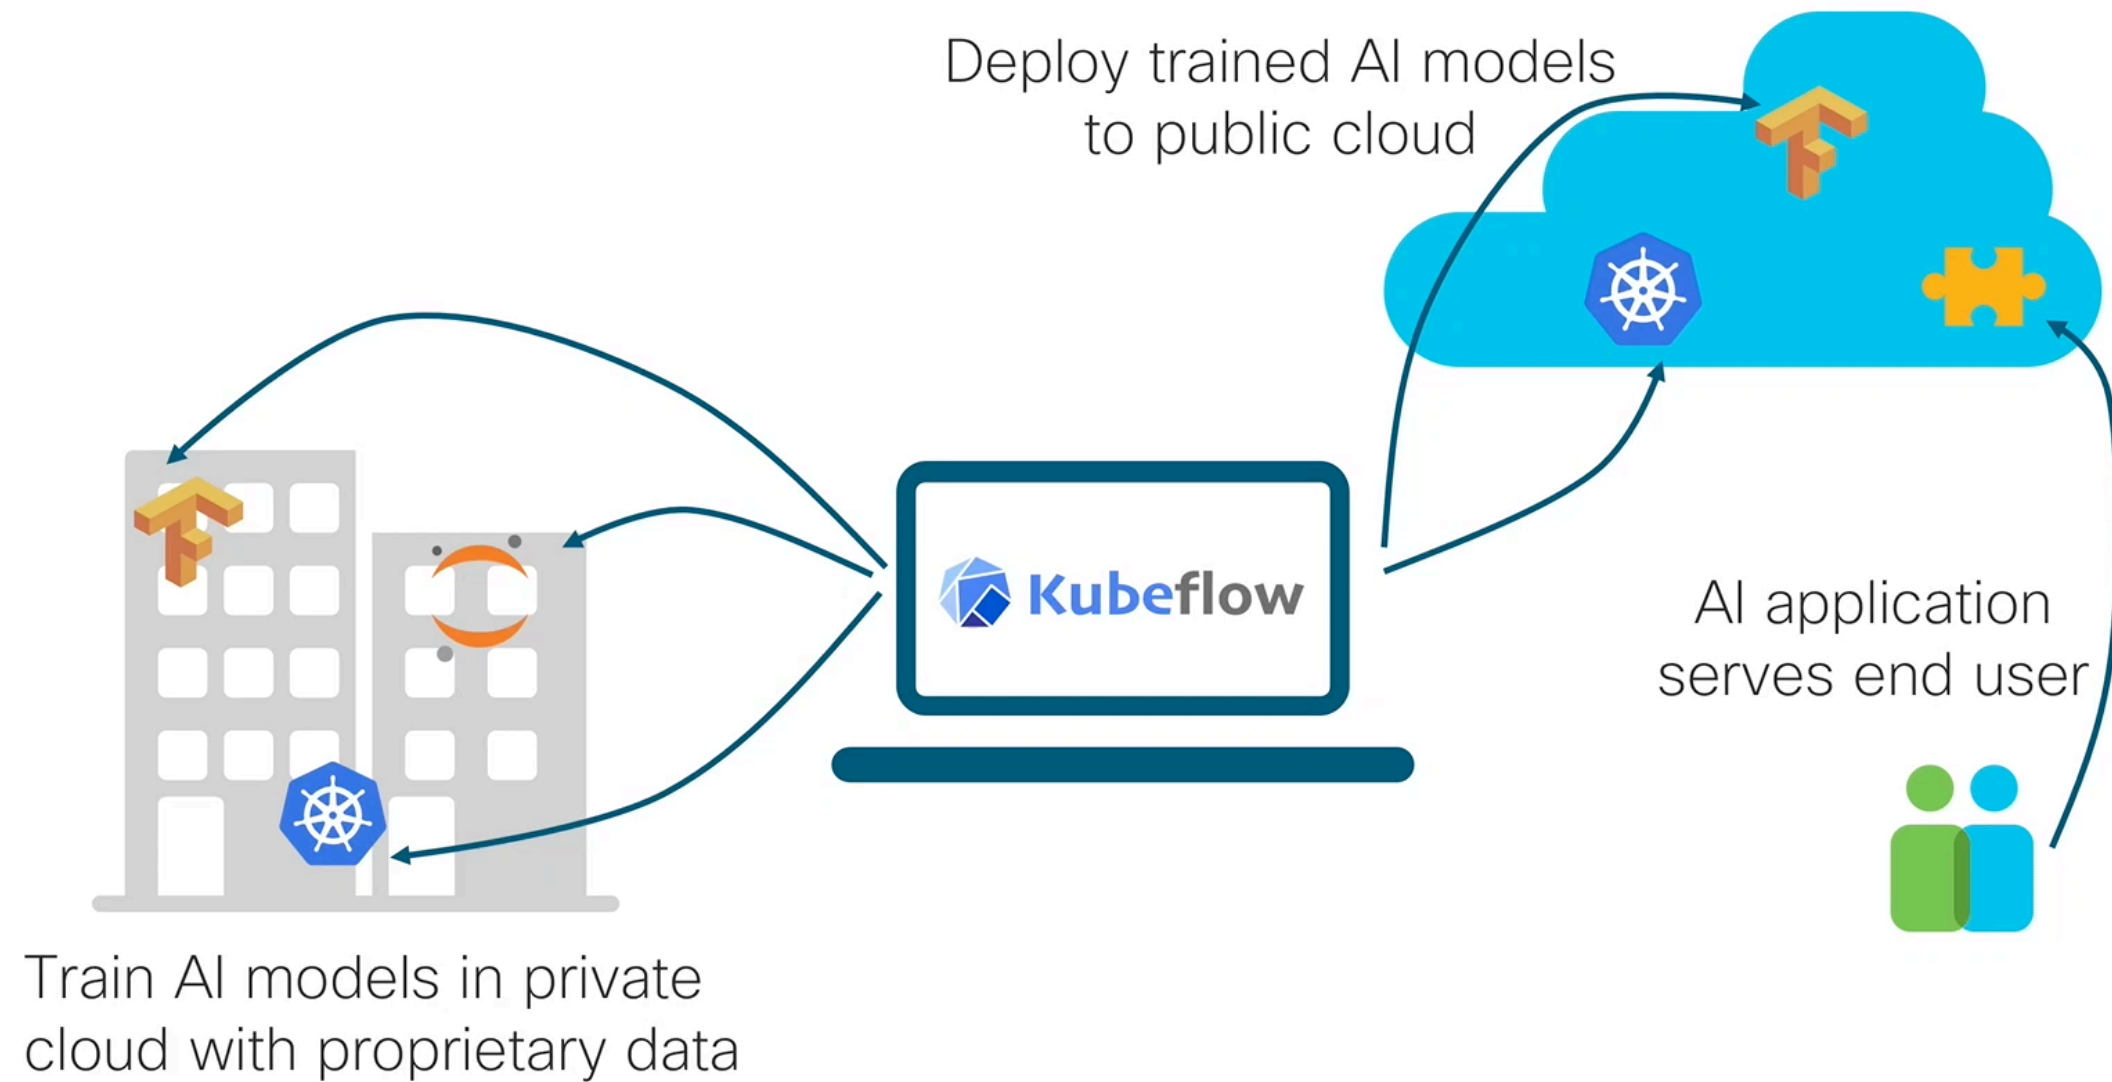 Deploy trained AI models
to public cloud
Kubeflow
AI application
serves end user
Train AI models in private
cloud with proprietary data